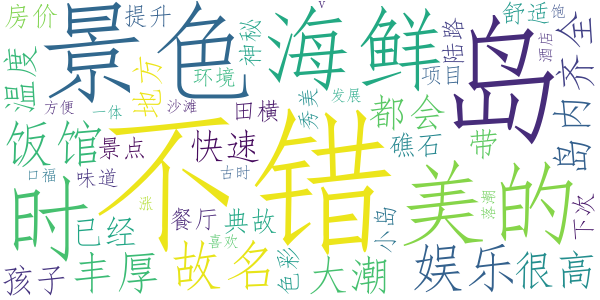 房价
提升
景色
神秘
海鲜
v
陆路
岛
舒适
饱
酒店
齐全
温度
地方
环境
项目
岛内
方便
一体
沙滩
田横
秀美
发展
都会
饭馆
景点
不错
快速
礁石
带
口福
味道
古时
美的
时
涨
落潮
下次
已经
餐厅
典故
小岛
喜欢
孩子
丰厚
故名
色彩
大潮
娱乐
很高